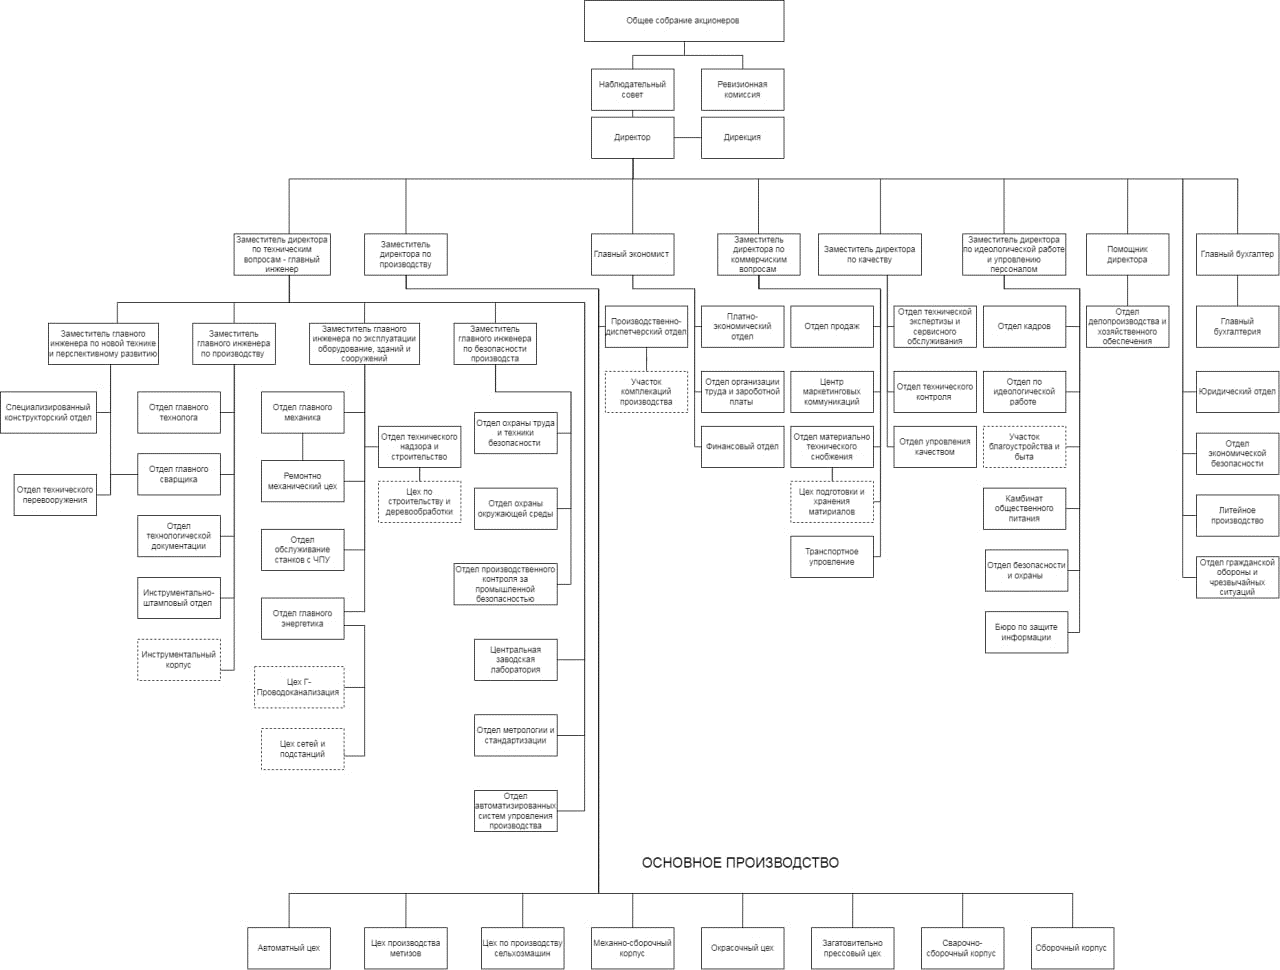 Общее собрание акционеров
Наблюдательный
совет
Ревизионная
комиссия
Директор
Дирекция
Заместитель директора
по техническим
вопросам - главный
инженер
Заместитель
директора по
производству
Главный экономист
Заместитель
директора по
коммерчиским
вопросам
Заместитель директора
по качеству
Заместитель директора
по идеологической работе
и управлению
персоналом
Помощник
директора
Главный бухгалтер
Заместитель главного
инженера по новой технике
и перспективному развитию
Заместитель
главного инженера
по производству
Заместитель главного
инженера по эксплуатации
оборудование, зданий и
сооружений
Заместитель
главного инженера
по безопасности
производста
Производственно-
диспетчерский отдел
Платно-
экономический
отдел
Отдел продаж
Отдел технической
экспертизы и
сервисного
обслуживания
Отдел кадров
Отдел
делопроизводства и
хозяйственного
обеспечения
Главный
бухгалтерия
Участок
комплекаций
производства
Отдел организации
труда и зароботной
платы
Центр
маркетинговых
коммуникаций
Отдел технического
контроля
Отдел по
идеологической
работе
Юридический отдел
Специализированный
конструкторский отдел
Отдел главного
технолога
Отдел главного
механика
Отдел охраны труда
и техники
безопасности
Отдел технического
надзора и
строительство
Финансовый отдел
Отдел материально
технического
снобжения
Отдел управления
качеством
Участок
благоустройства и
быта
Отдел
экономической
безопасности
Отдел технического
перевооружения
Отдел главного
сварщика
Ремонтно
механический цех
Цех по
строительству и
деревообработки
Отдел охраны
окружающей среды
Цех подготовки и
хранения
материалов
Камбинат
общественного
питания
Литейное
производство
Отдел
технологической
документации
Отдел
обслуживание
станков с ЧПУ
Отдел производственного
контроля за
промышленной
безопасностью
Транспортное
управление
Отдел безопасности
и охраны
Отдел гражданской
обороны и
чрезвычайных
ситуаций
Инструментально-
штамповый отдел
Отдел главного
энергетика
Бюро по защите
информации
Инструментальный
корпус
Центральная
заводская
лаборатория
Цех Г-
Проводоканализация
Отдел метрологии и
стандартизации
Цех сетей и
подстанций
Отдел
автоматизированных
систем управления
производства
ОСНОВНОЕ ПРОИЗВОДСТВО
Автоматный цех
Цех производства
метизов
Цех по производству
сельхозмашин
Механно-сборочный
корпус
Окрасочный цех
Загатовительно
прессовый цех
Сварочно-
сборочный корпус
Сборочный корпус